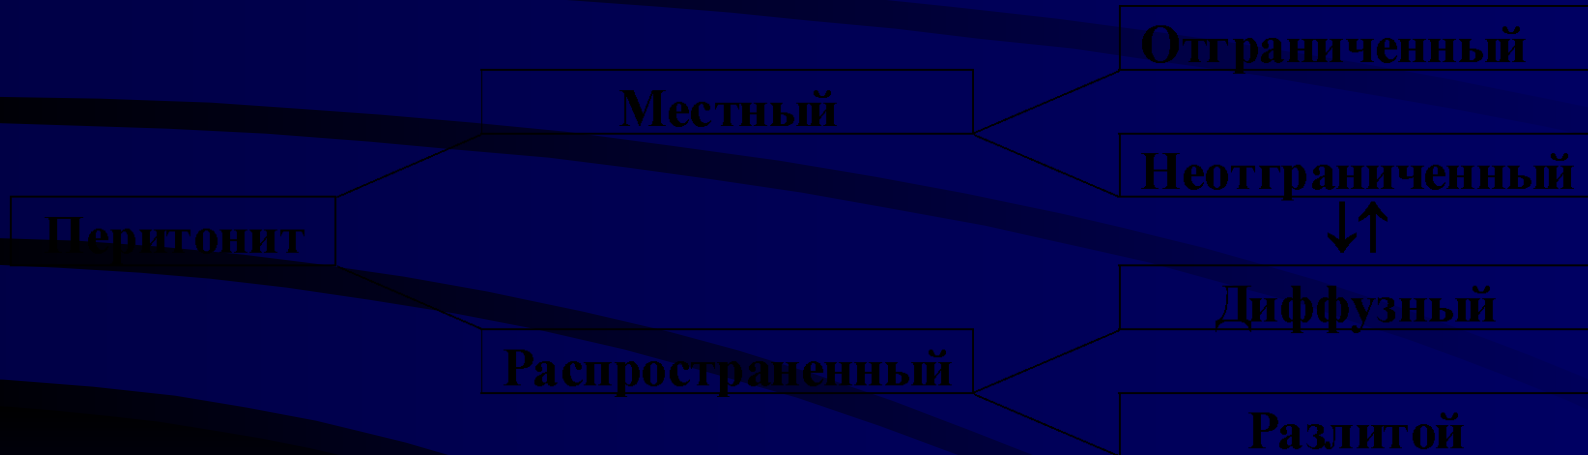 Отграниченный
Местный
Неотграниченный
Перитонит
↓↑
Диффузный
Распространенный
Разлитой